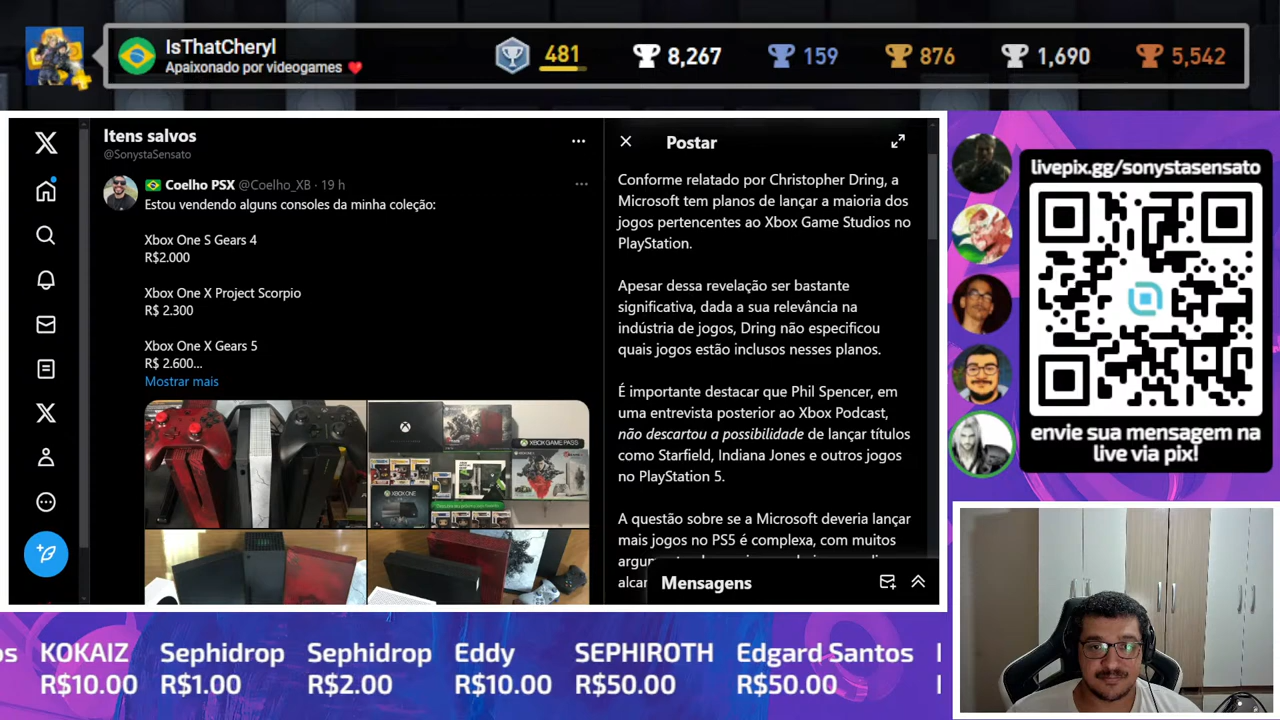 IsThatCheryl
Apaixonado por videogames ❤️
481
8,267
159
876
1,690
5,542
Itens salvos
@SonystaSensato
Coelho PSX @Coelho_XB · 19 h
Estou vendendo alguns consoles da minha coleção:
Xbox One S Gears 4
R$2.000
Xbox One X Project Scorpio
R$ 2.300
Xbox One X Gears 5
R$ 2.600...
Mostrar mais
XBOX GAME PASS
XBOX ONE
Postar
Conforme relatado por Christopher Dring, a
Microsoft tem planos de lançar a maioria dos
jogos pertencentes ao Xbox Game Studios no
PlayStation.
Apesar dessa revelação ser bastante
significativa, dada a sua relevância na
indústria de jogos, Dring não especificou
quais jogos estão inclusos nesses planos.
É importante destacar que Phil Spencer, em
uma entrevista posterior ao Xbox Podcast,
não descartou a possibilidade de lançar títulos
como Starfield, Indiana Jones e outros jogos
no PlayStation 5.
A questão sobre se a Microsoft deveria lançar
mais jogos no PS5 é complexa, com muitos
Mensagens
livepix.gg/sonystasensato
envie sua mensagem na
live via pix!
os KOKAIZ Sephidrop Sephidrop Eddy SEPHIROTH Edgard Santos
R$10.00 R$1.00 R$2.00 R$10.00 R$50.00 R$50.00